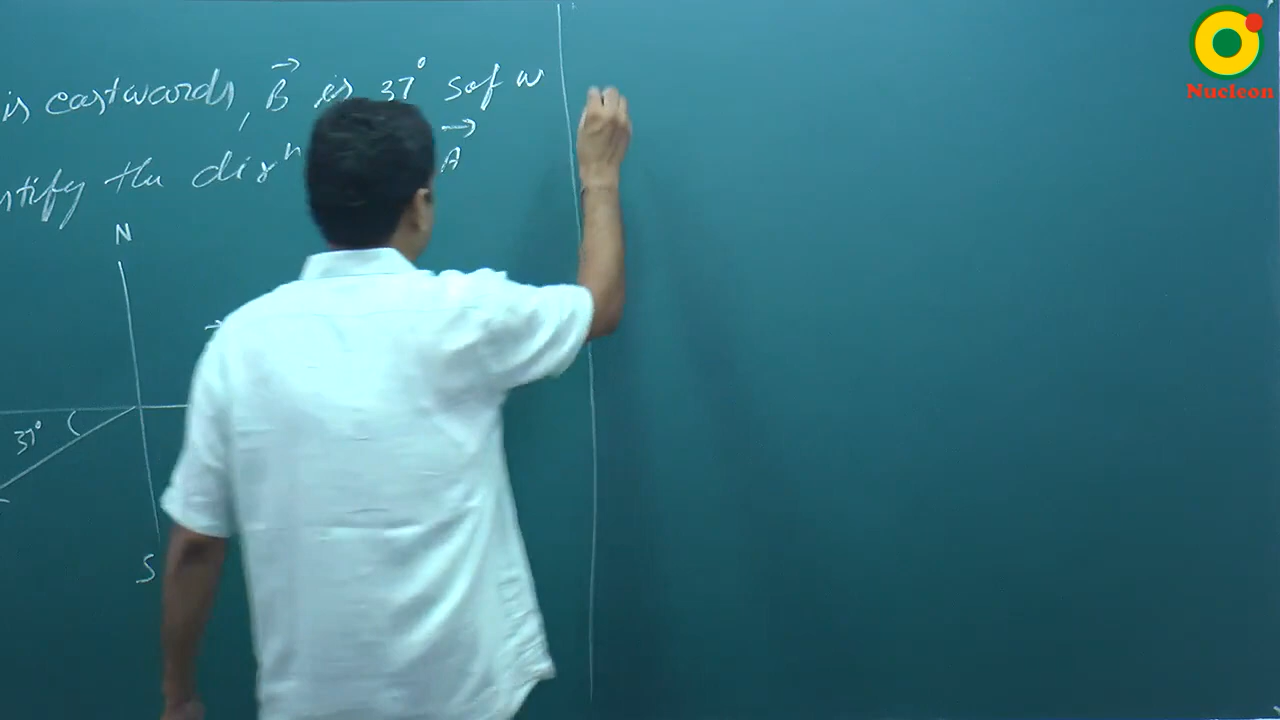 is eastwards, B is 37° S of W
ntify the dirⁿ A
N
37°
S
Nucleon